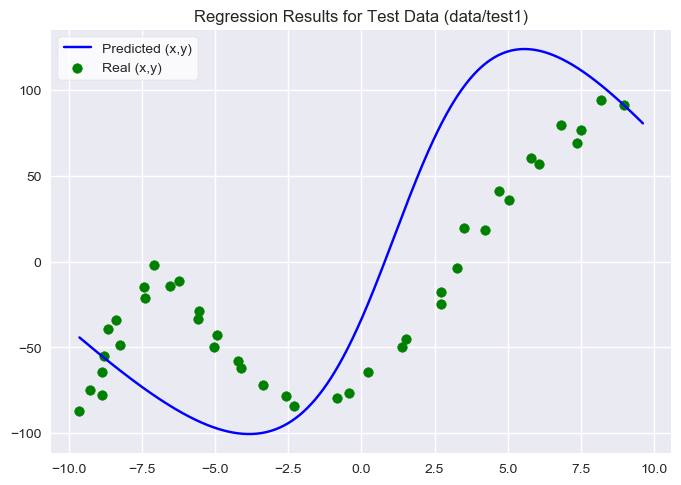 Regression Results for Test Data (data/test1)
Predicted (x,y)
Real (x,y)
100
50
0
−50
−100
−10.0 −7.5 −5.0 −2.5 0.0 2.5 5.0 7.5 10.0